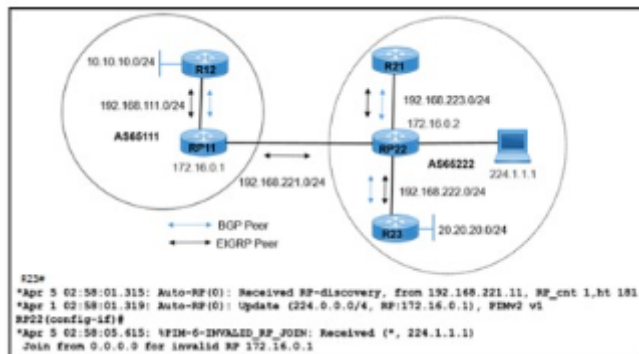 10.10.10.0/24
R12
R21
192.168.111.0/24
192.168.223.0/24
172.16.0.2
AS65111
RP11
RP22
AS65222
172.16.0.1
224.1.1.1
192.168.221.0/24
192.168.222.0/24
BGP Peer
R23
20.20.20.0/24
EIGRP Peer
R23#
*Apr 5 02:58:01.315: Auto-RP(0): Received RP-discovery, from 192.168.221.11, RP_cnt 1,ht 181
*Apr 1 02:58:01.319: Auto-RP(0): Update (224.0.0.0/4, RP:172.16.0.1), PIMv2 v1
RP22(config-if)#
*Apr 5 02:58:05.615: %PIM-6-INVALID_RP_JOIN: Received (*, 224.1.1.1)
Join from 0.0.0.0 for invalid RP 172.16.0.1